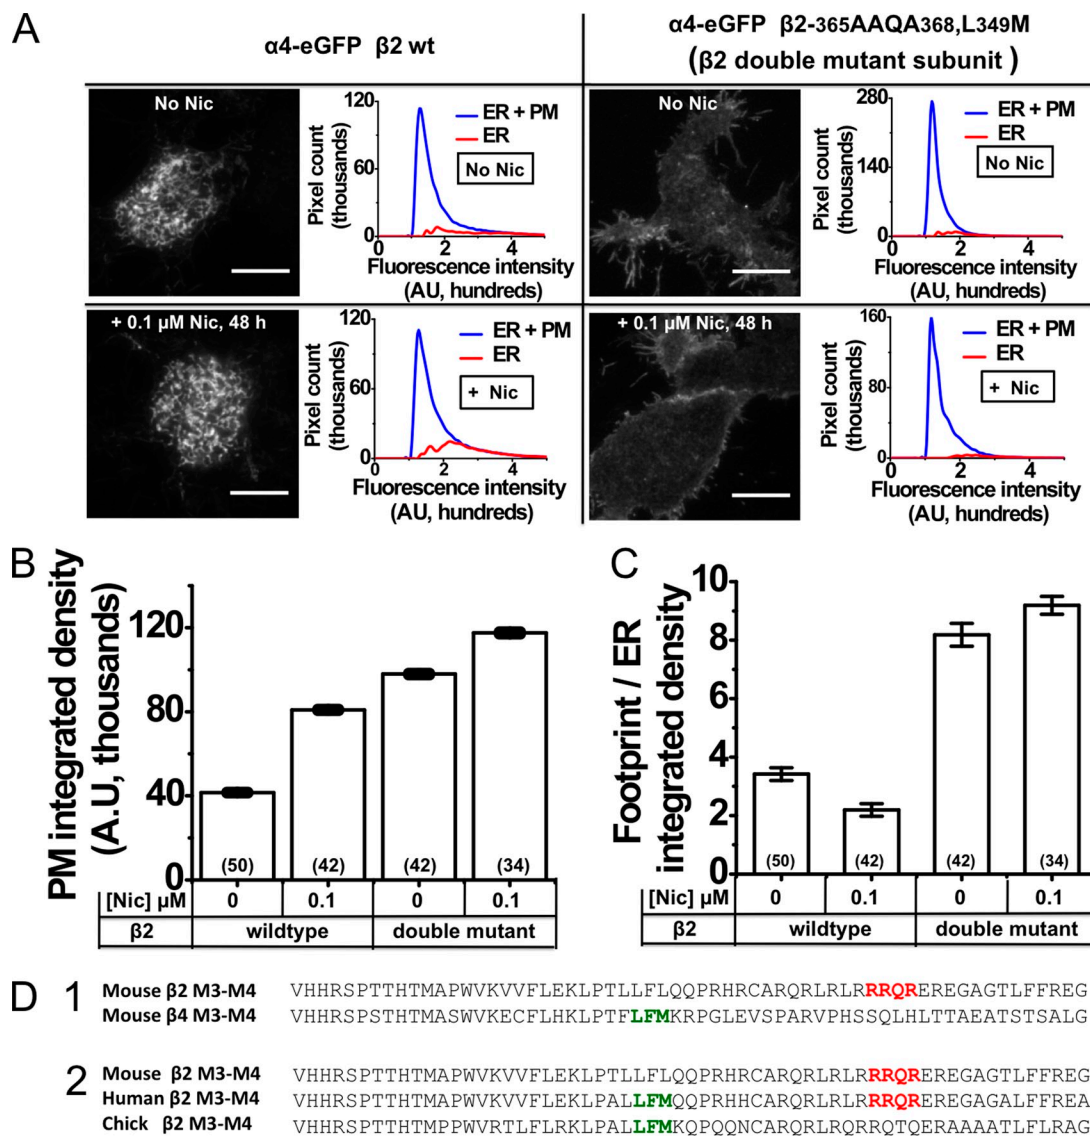 A
α4-eGFP β2 wt
α4-eGFP β2-365AAQA368,L349M
(β2 double mutant subunit )
No Nic
120
60
0
Pixel count
(thousands)
ER + PM
ER
No Nic
0 2 4
Fluorescence intensity
(AU, hundreds)
No Nic
280
140
0
Pixel count
(thousands)
ER + PM
ER
No Nic
0 2 4
Fluorescence intensity
(AU, hundreds)
+ 0.1 µM Nic, 48 h
120
60
0
Pixel count
(thousands)
ER + PM
ER
+ Nic
0 2 4
Fluorescence intensity
(AU, hundreds)
+ 0.1 µM Nic, 48 h
160
80
0
Pixel count
(thousands)
ER + PM
ER
+ Nic
0 2 4
Fluorescence intensity
(AU, hundreds)
B
PM integrated density
(A.U, thousands)
120
80
40
0
(50) (42) (42) (34)
[Nic] µM 0 0.1 0 0.1
β2 wildtype double mutant
C
Footprint / ER
integrated density
10
8
6
4
2
0
(50) (42) (42) (34)
[Nic] µM 0 0.1 0 0.1
β2 wildtype double mutant
D 1
Mouse β2 M3-M4 VHHRSPTTHTMAPWVKVVFLEKLPTLLFLQQPRHRCARQRLRLRRRQREREGAGTLFFREG
Mouse β4 M3-M4 VHHRSPSTHTMASWVKECFLHKLPTFLFMKRPGLEVSPARVPHSSQLHLTTAEATSTSALG
2
Mouse β2 M3-M4 VHHRSPTTHTMAPWVKVVFLEKLPTLLFLQQPRHRCARQRLRLRRRQREREGAGTLFFREG
Human β2 M3-M4 VHHRSPTTHTMAPWVKVVFLEKLPALLFMQQPRHHCARQRLRLRRRQREREGAGALFFREA
Chick β2 M3-M4 VHHRSPTTHTMPPWVRTLFLRKLPALLFMKQPQQNCARQRLRQRRQTQERAAAATLFLRAG